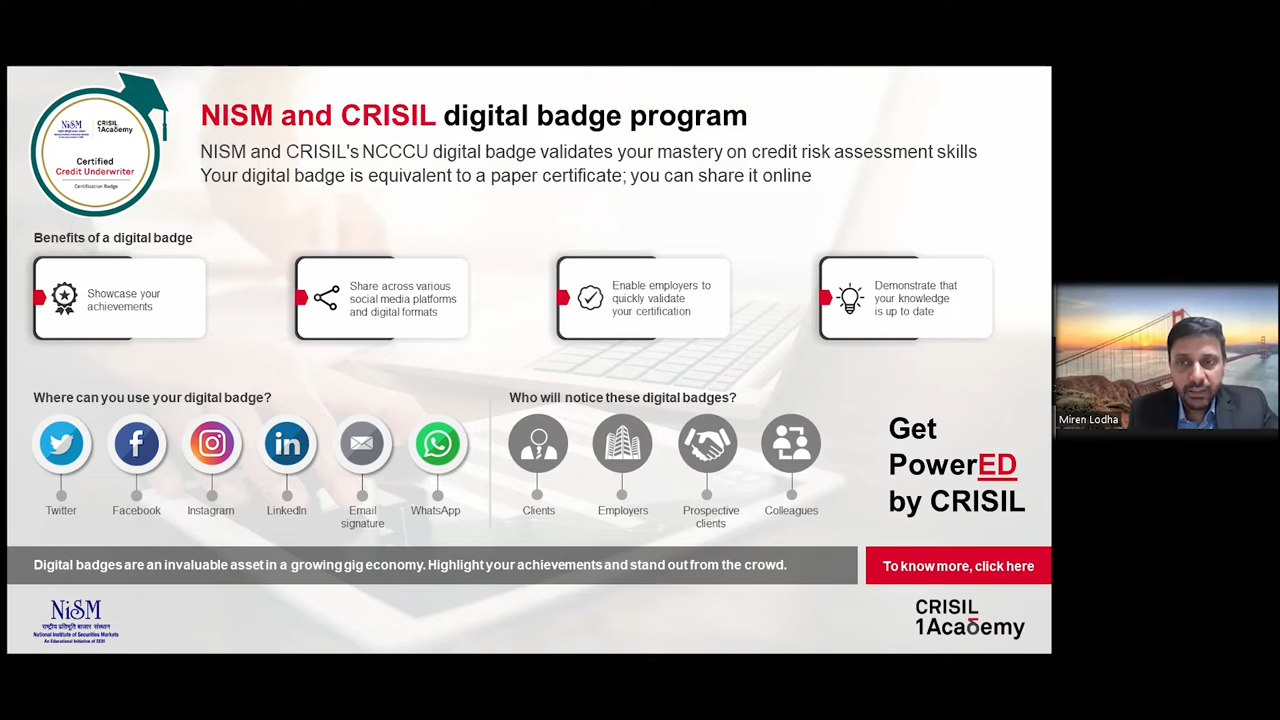 NISM
CRISIL
1Academy
Certified
Credit Underwriter
Certification Badge
NISM and CRISIL digital badge program
NISM and CRISIL's NCCCU digital badge validates your mastery on credit risk assessment skills
Your digital badge is equivalent to a paper certificate; you can share it online
Benefits of a digital badge
Showcase your
achievements
Share across various
social media platforms
and digital formats
Enable employers to
quickly validate
your certification
Demonstrate that
your knowledge
is up to date
Where can you use your digital badge?
Twitter
Facebook
Instagram
LinkedIn
Email
signature
WhatsApp
Who will notice these digital badges?
Clients
Employers
Prospective
clients
Colleagues
Get
PowerED
by CRISIL
Miren Lodha
Digital badges are an invaluable asset in a growing gig economy. Highlight your achievements and stand out from the crowd.
To know more, click here
NiSM
राष्ट्रीय प्रतिभूति बाजार संस्थान
National Institute of Securities Markets
An Educational Initiative of SEBI
CRISIL
1Academy